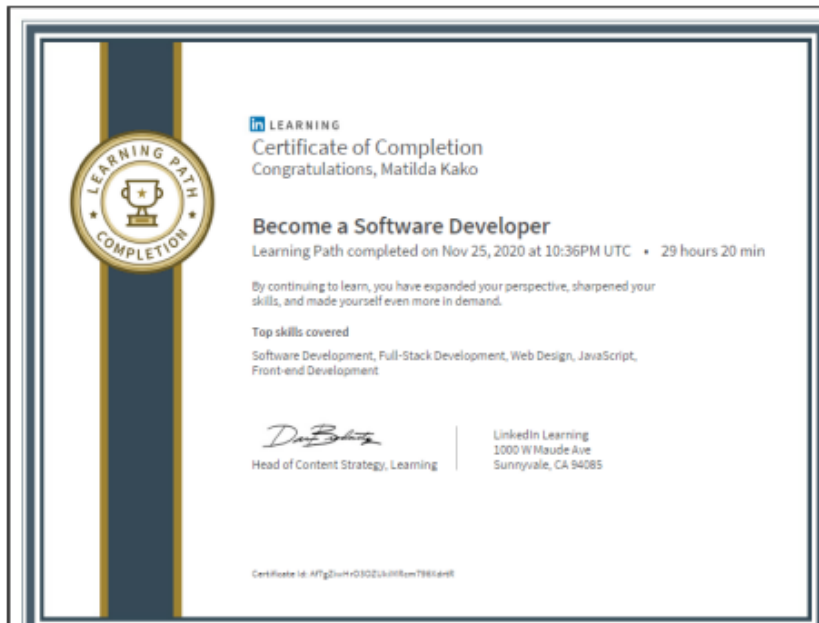 LEARNING PATH
COMPLETION
in LEARNING
Certificate of Completion
Congratulations, Matilda Kako
Become a Software Developer
Learning Path completed on Nov 25, 2020 at 10:36PM UTC • 29 hours 20 min
By continuing to learn, you have expanded your perspective, sharpened your
skills, and made yourself even more in demand.
Top skills covered
Software Development, Full-Stack Development, Web Design, JavaScript,
Front-end Development
Head of Content Strategy, Learning
LinkedIn Learning
1000 W Maude Ave
Sunnyvale, CA 94085
Certificate Id: